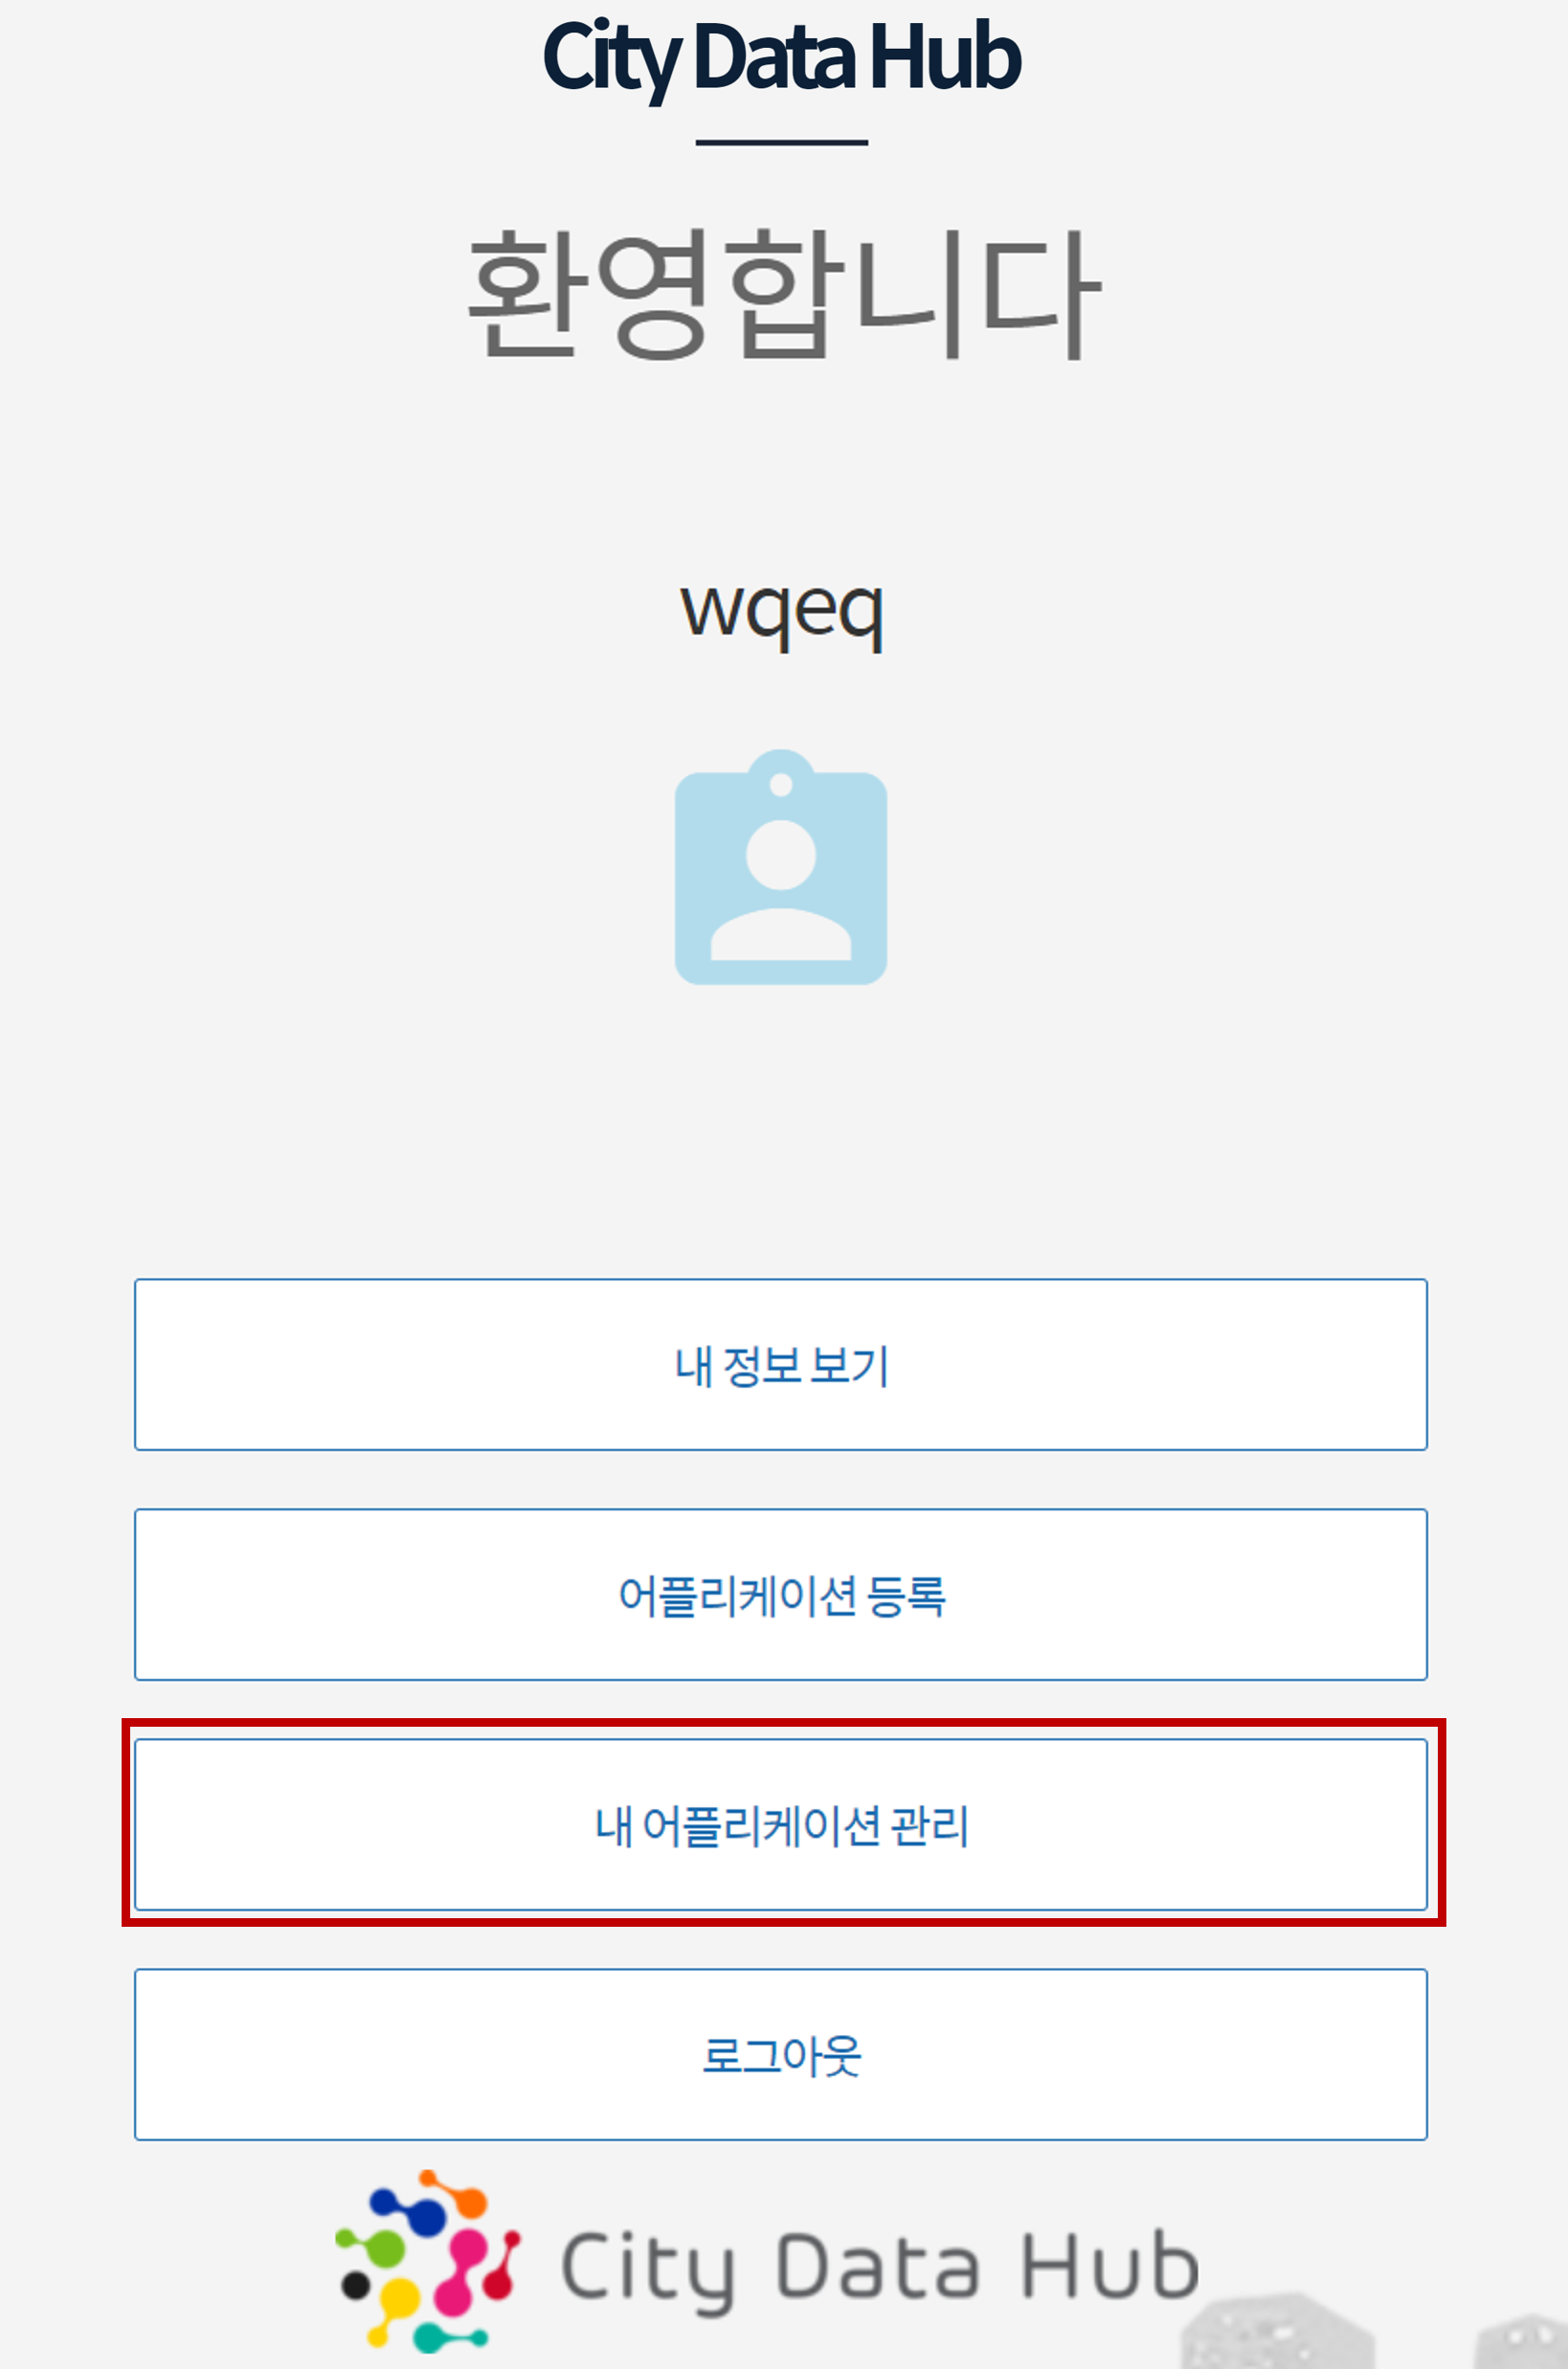 City Data Hub
환영합니다
wqeq
내 정보 보기
어플리케이션 등록
내 어플리케이션 관리
로그아웃
City Data Hub